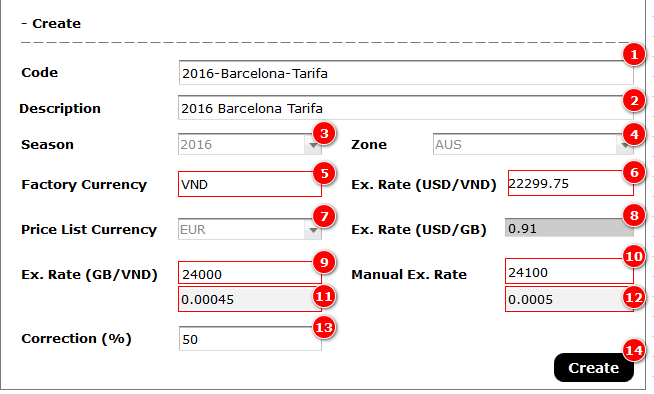 - Create
1
Code 2016-Barcelona-Tarifa
2
Description 2016 Barcelona Tarifa
3 4
Season 2016 Zone AUS
5 6
Factory Currency VND Ex. Rate (USD/VND) 22299.75
7 8
Price List Currency EUR Ex. Rate (USD/GB) 0.91
9 10
Ex. Rate (GB/VND) 24000 Manual Ex. Rate 24100
0.00045 11 0.0005 12
13
Correction (%) 50
14
Create